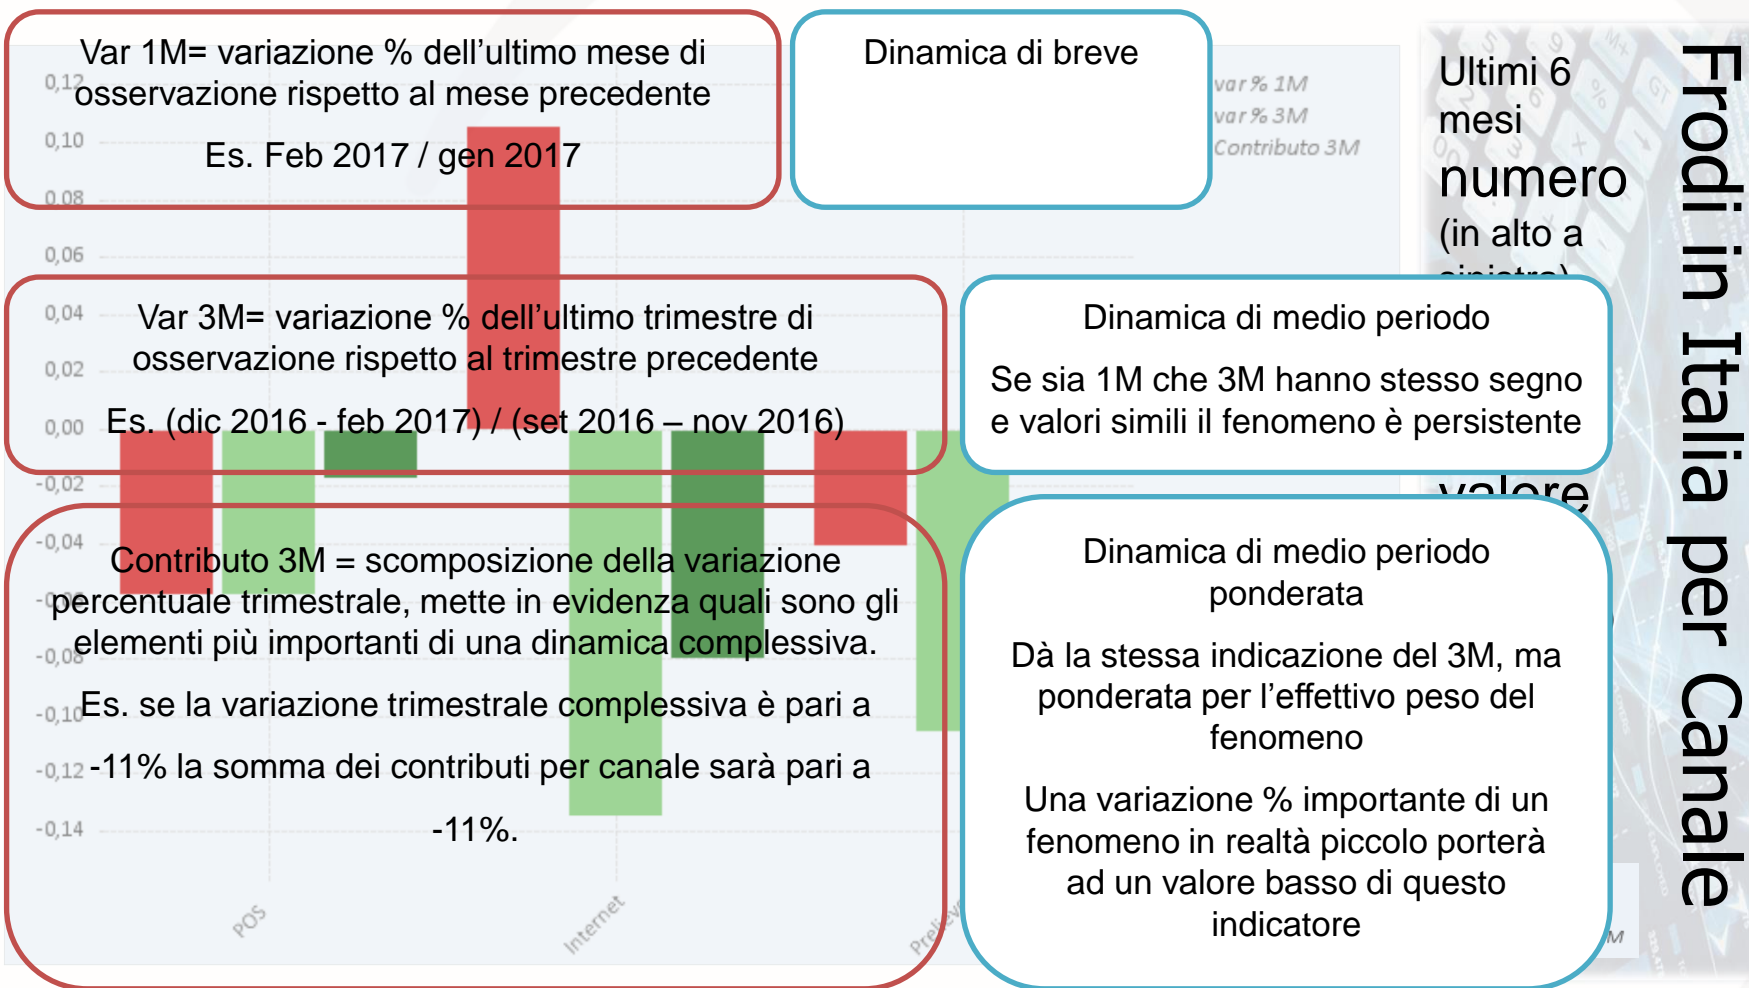 Var 1M= variazione % dell’ultimo mese di
osservazione rispetto al mese precedente
Es. Feb 2017 / gen 2017
Dinamica di breve
var % 1M
var % 3M
Contributo 3M
Ultimi 6
mesi
numero
(in alto a
sinistra)
valore
Frodi in Italia per Canale
Var 3M= variazione % dell’ultimo trimestre di
osservazione rispetto al trimestre precedente
Es. (dic 2016 - feb 2017) / (set 2016 – nov 2016)
Dinamica di medio periodo
Se sia 1M che 3M hanno stesso segno
e valori simili il fenomeno è persistente
Contributo 3M = scomposizione della variazione
percentuale trimestrale, mette in evidenza quali sono gli
elementi più importanti di una dinamica complessiva.
Es. se la variazione trimestrale complessiva è pari a
-11% la somma dei contributi per canale sarà pari a
-11%.
Dinamica di medio periodo
ponderata
Dà la stessa indicazione del 3M, ma
ponderata per l’effettivo peso del
fenomeno
Una variazione % importante di un
fenomeno in realtà piccolo porterà
ad un valore basso di questo
indicatore
0,12
0,10
0,08
0,06
0,04
0,02
0,00
-0,02
-0,04
-0,06
-0,08
-0,10
-0,12
-0,14
POS
Internet
M